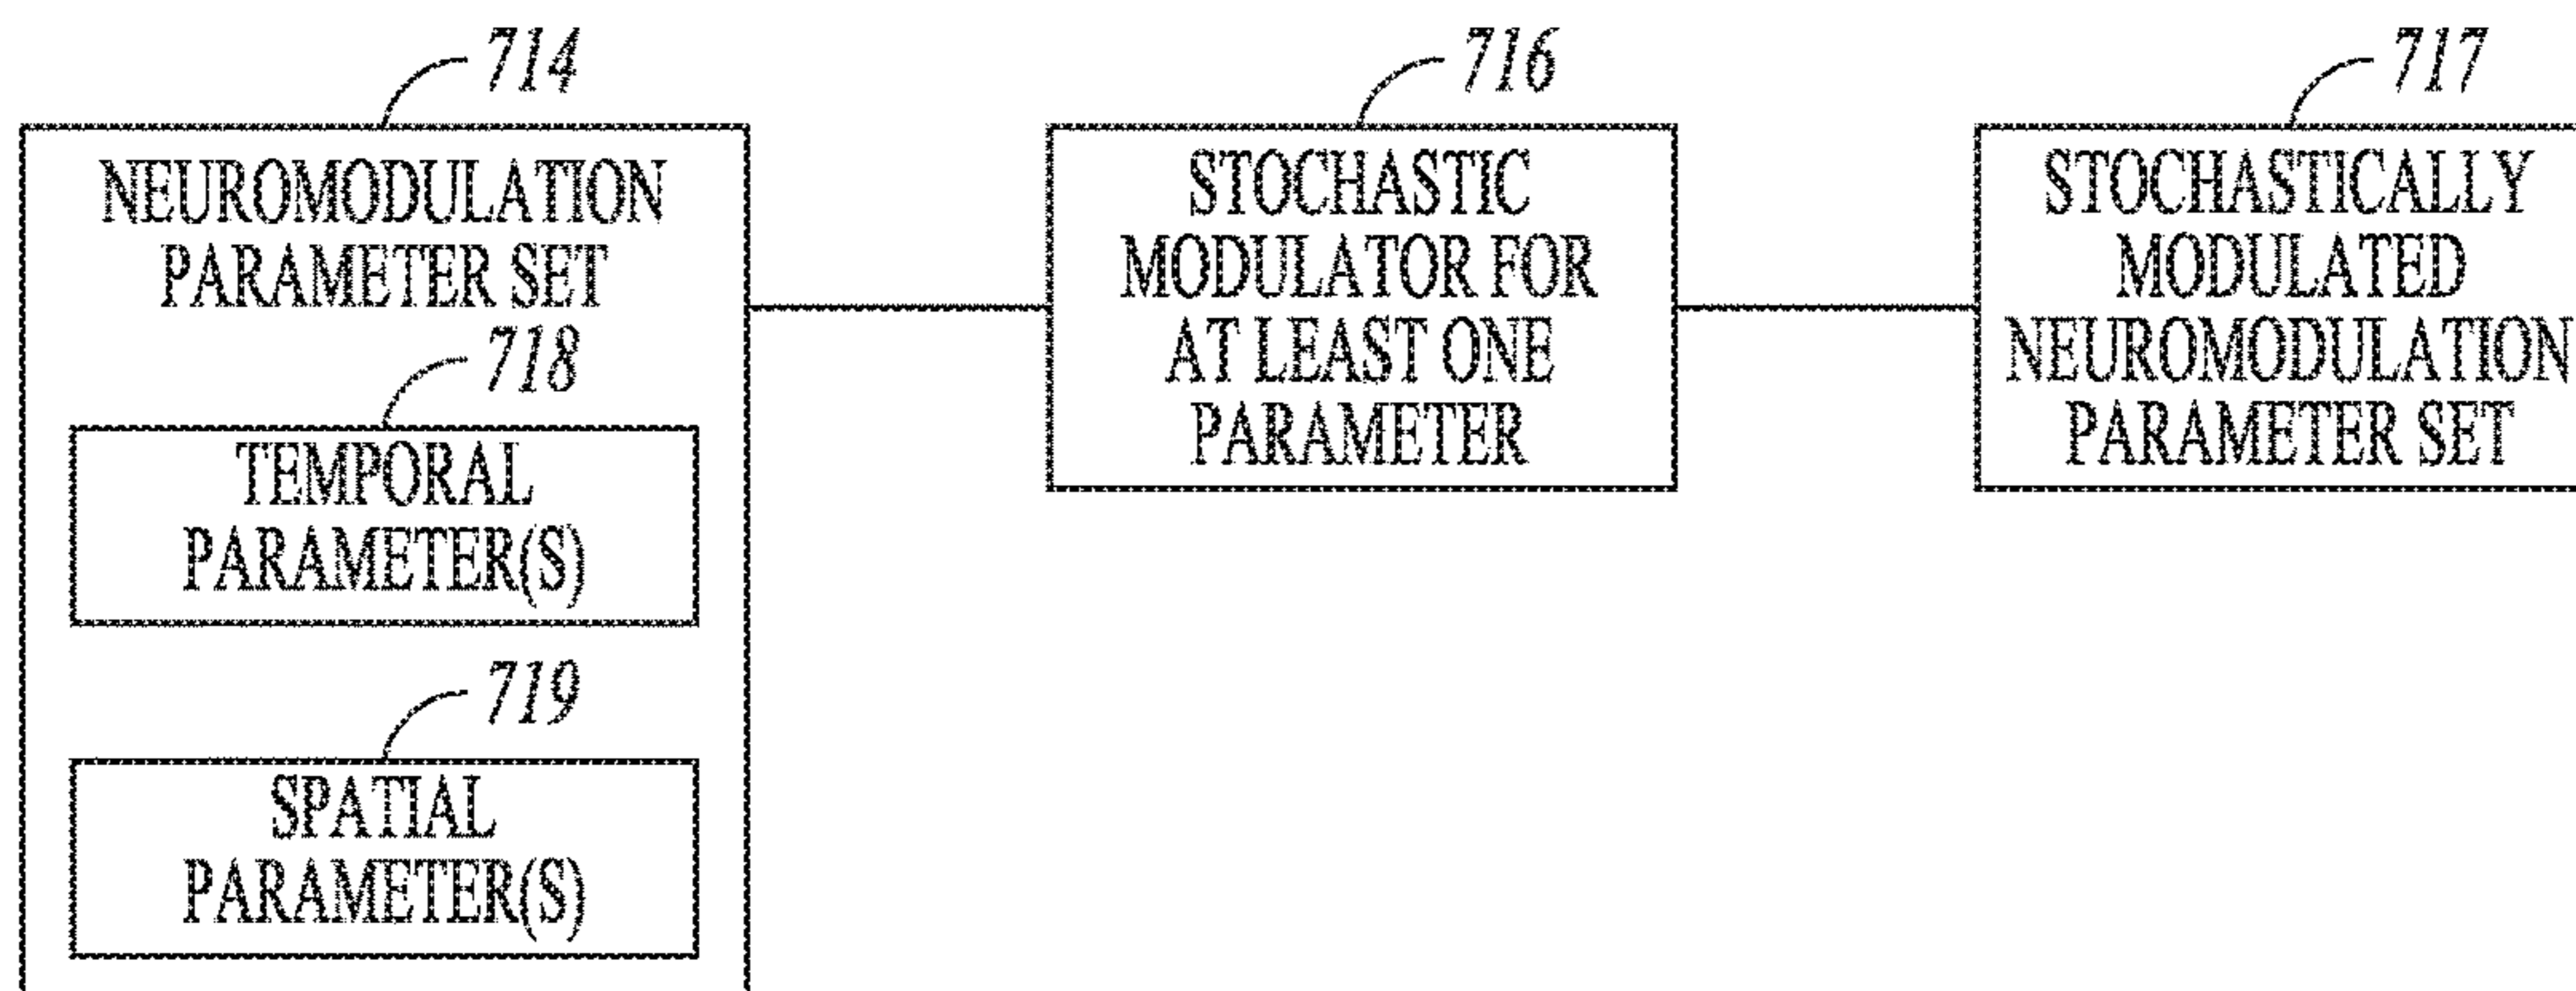 714
NEUROMODULATION
PARAMETER SET
718
TEMPORAL
PARAMETER(S)
719
SPATIAL
PARAMETER(S)
716
STOCHASTIC
MODULATOR FOR
AT LEAST ONE
PARAMETER
717
STOCHASTICALLY
MODULATED
NEUROMODULATION
PARAMETER SET